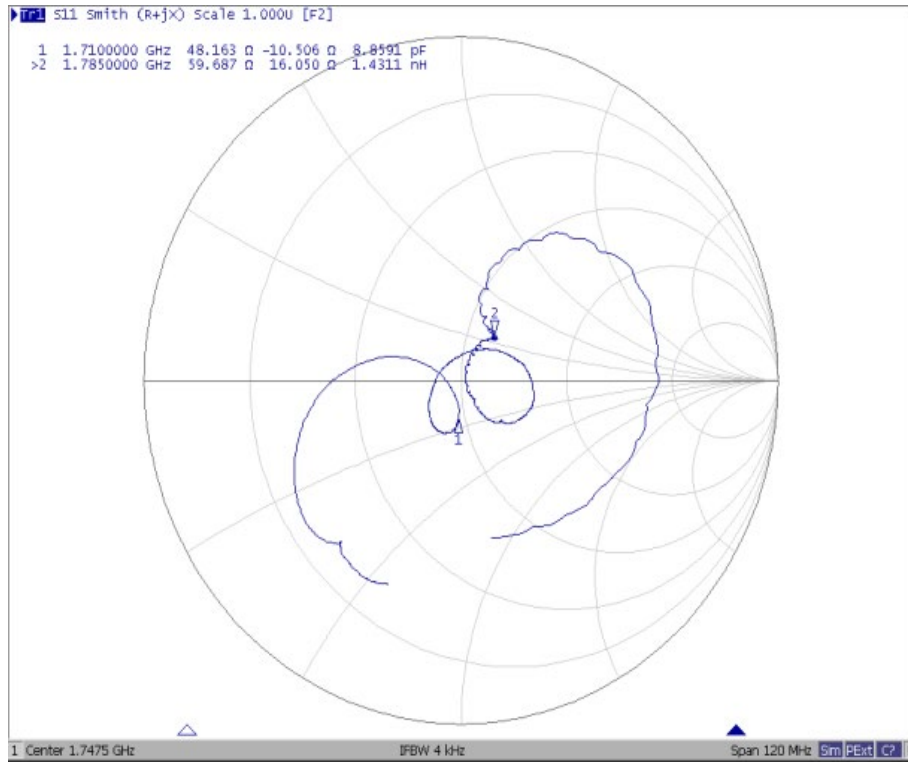 Tr1 S11 Smith (R+jX) Scale 1.000U [F2]
1 1.7100000 GHz 48.163 Ω -10.506 Ω 8.8591 pF
>2 1.7850000 GHz 59.687 Ω 16.050 Ω 1.4311 nH
2
1
1 Center 1.7475 GHz IFBW 4 kHz Span 120 MHz Sim PExt C?